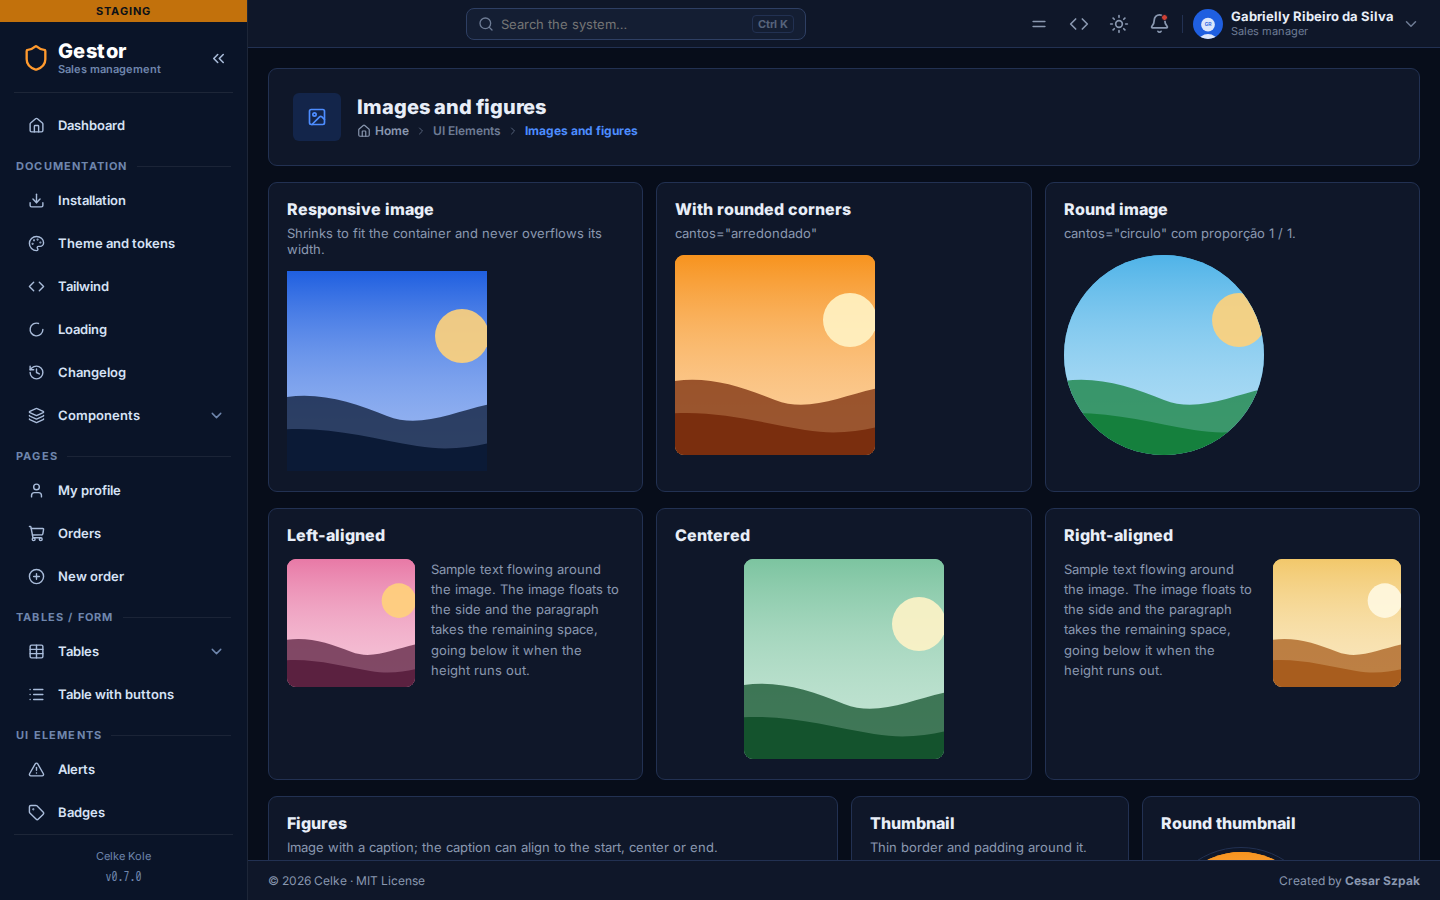 STAGING
Gestor
Sales management
Search the system...
Ctrl K
GR
Gabrielly Ribeiro da Silva
Sales manager
Dashboard
DOCUMENTATION
Installation
Theme and tokens
Tailwind
Loading
Changelog
Components
PAGES
My profile
Orders
New order
TABLES / FORM
Tables
Table with buttons
UI ELEMENTS
Alerts
Badges
Celke Kole
v0.7.0
Images and figures
Home
UI Elements
Images and figures
Responsive image
Shrinks to fit the container and never overflows its
width.
With rounded corners
cantos="arredondado"
Round image
cantos="circulo" com proporção 1 / 1.
Left-aligned
Sample text flowing around
the image. The image floats to
the side and the paragraph
takes the remaining space,
going below it when the
height runs out.
Centered
Right-aligned
Sample text flowing around
the image. The image floats to
the side and the paragraph
takes the remaining space,
going below it when the
height runs out.
Figures
Image with a caption; the caption can align to the start, center or end.
Thumbnail
Thin border and padding around it.
Round thumbnail
© 2026 Celke · MIT License
Created by Cesar Szpak